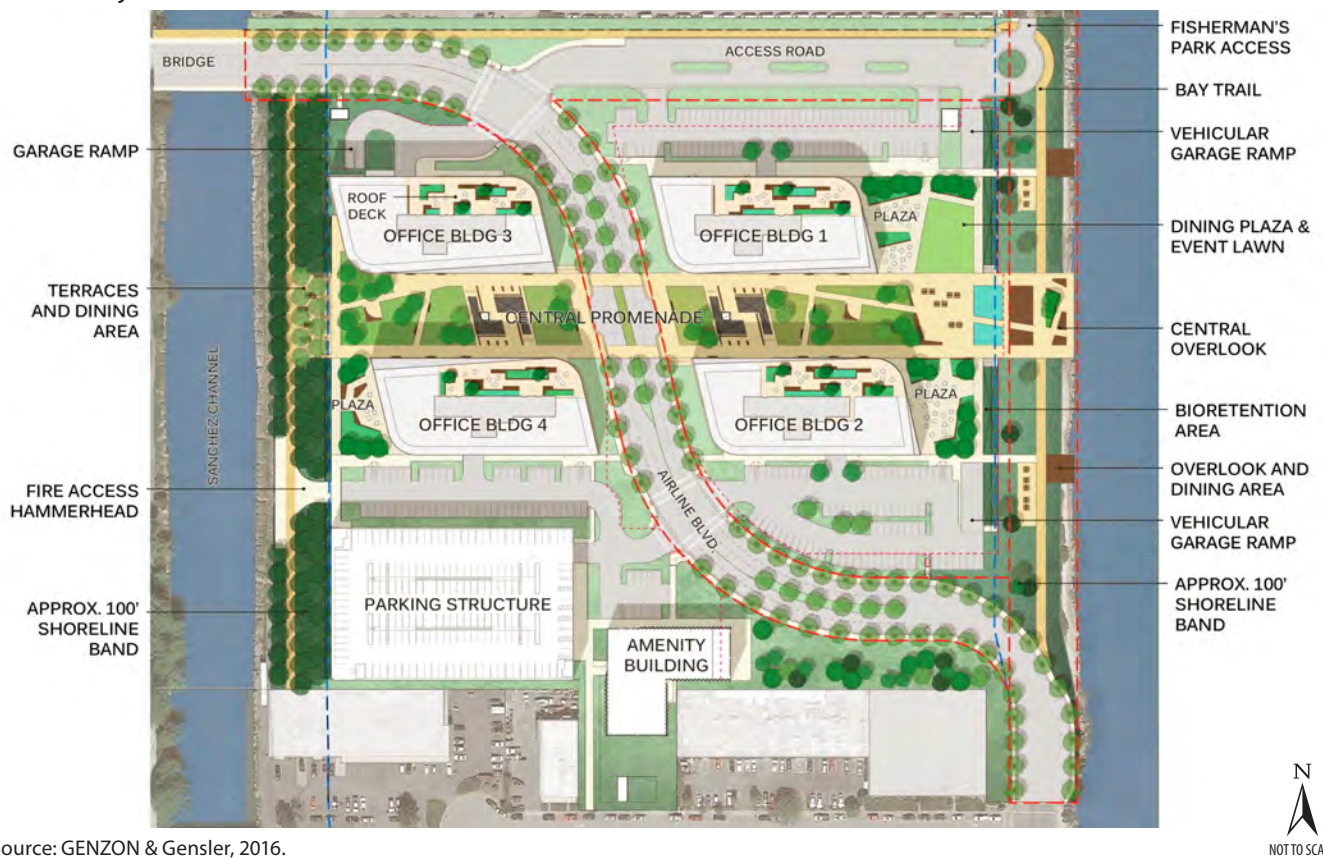 BRIDGE
ACCESS ROAD
FISHERMAN'S
PARK ACCESS
BAY TRAIL
GARAGE RAMP
VEHICULAR
GARAGE RAMP
ROOF
DECK
OFFICE BLDG 3
OFFICE BLDG 1
PLAZA
DINING PLAZA &
EVENT LAWN
TERRACES
AND DINING
AREA
CENTRAL PROMENADE
CENTRAL
OVERLOOK
SANCHEZ CHANNEL
PLAZA
OFFICE BLDG 4
OFFICE BLDG 2
PLAZA
BIORETENTION
AREA
FIRE ACCESS
HAMMERHEAD
AIRLINE BLVD.
OVERLOOK AND
DINING AREA
VEHICULAR
GARAGE RAMP
APPROX. 100'
SHORELINE
BAND
PARKING STRUCTURE
AMENITY
BUILDING
APPROX. 100'
SHORELINE
BAND
N
NOT TO SCA
ource: GENZON & Gensler, 2016.